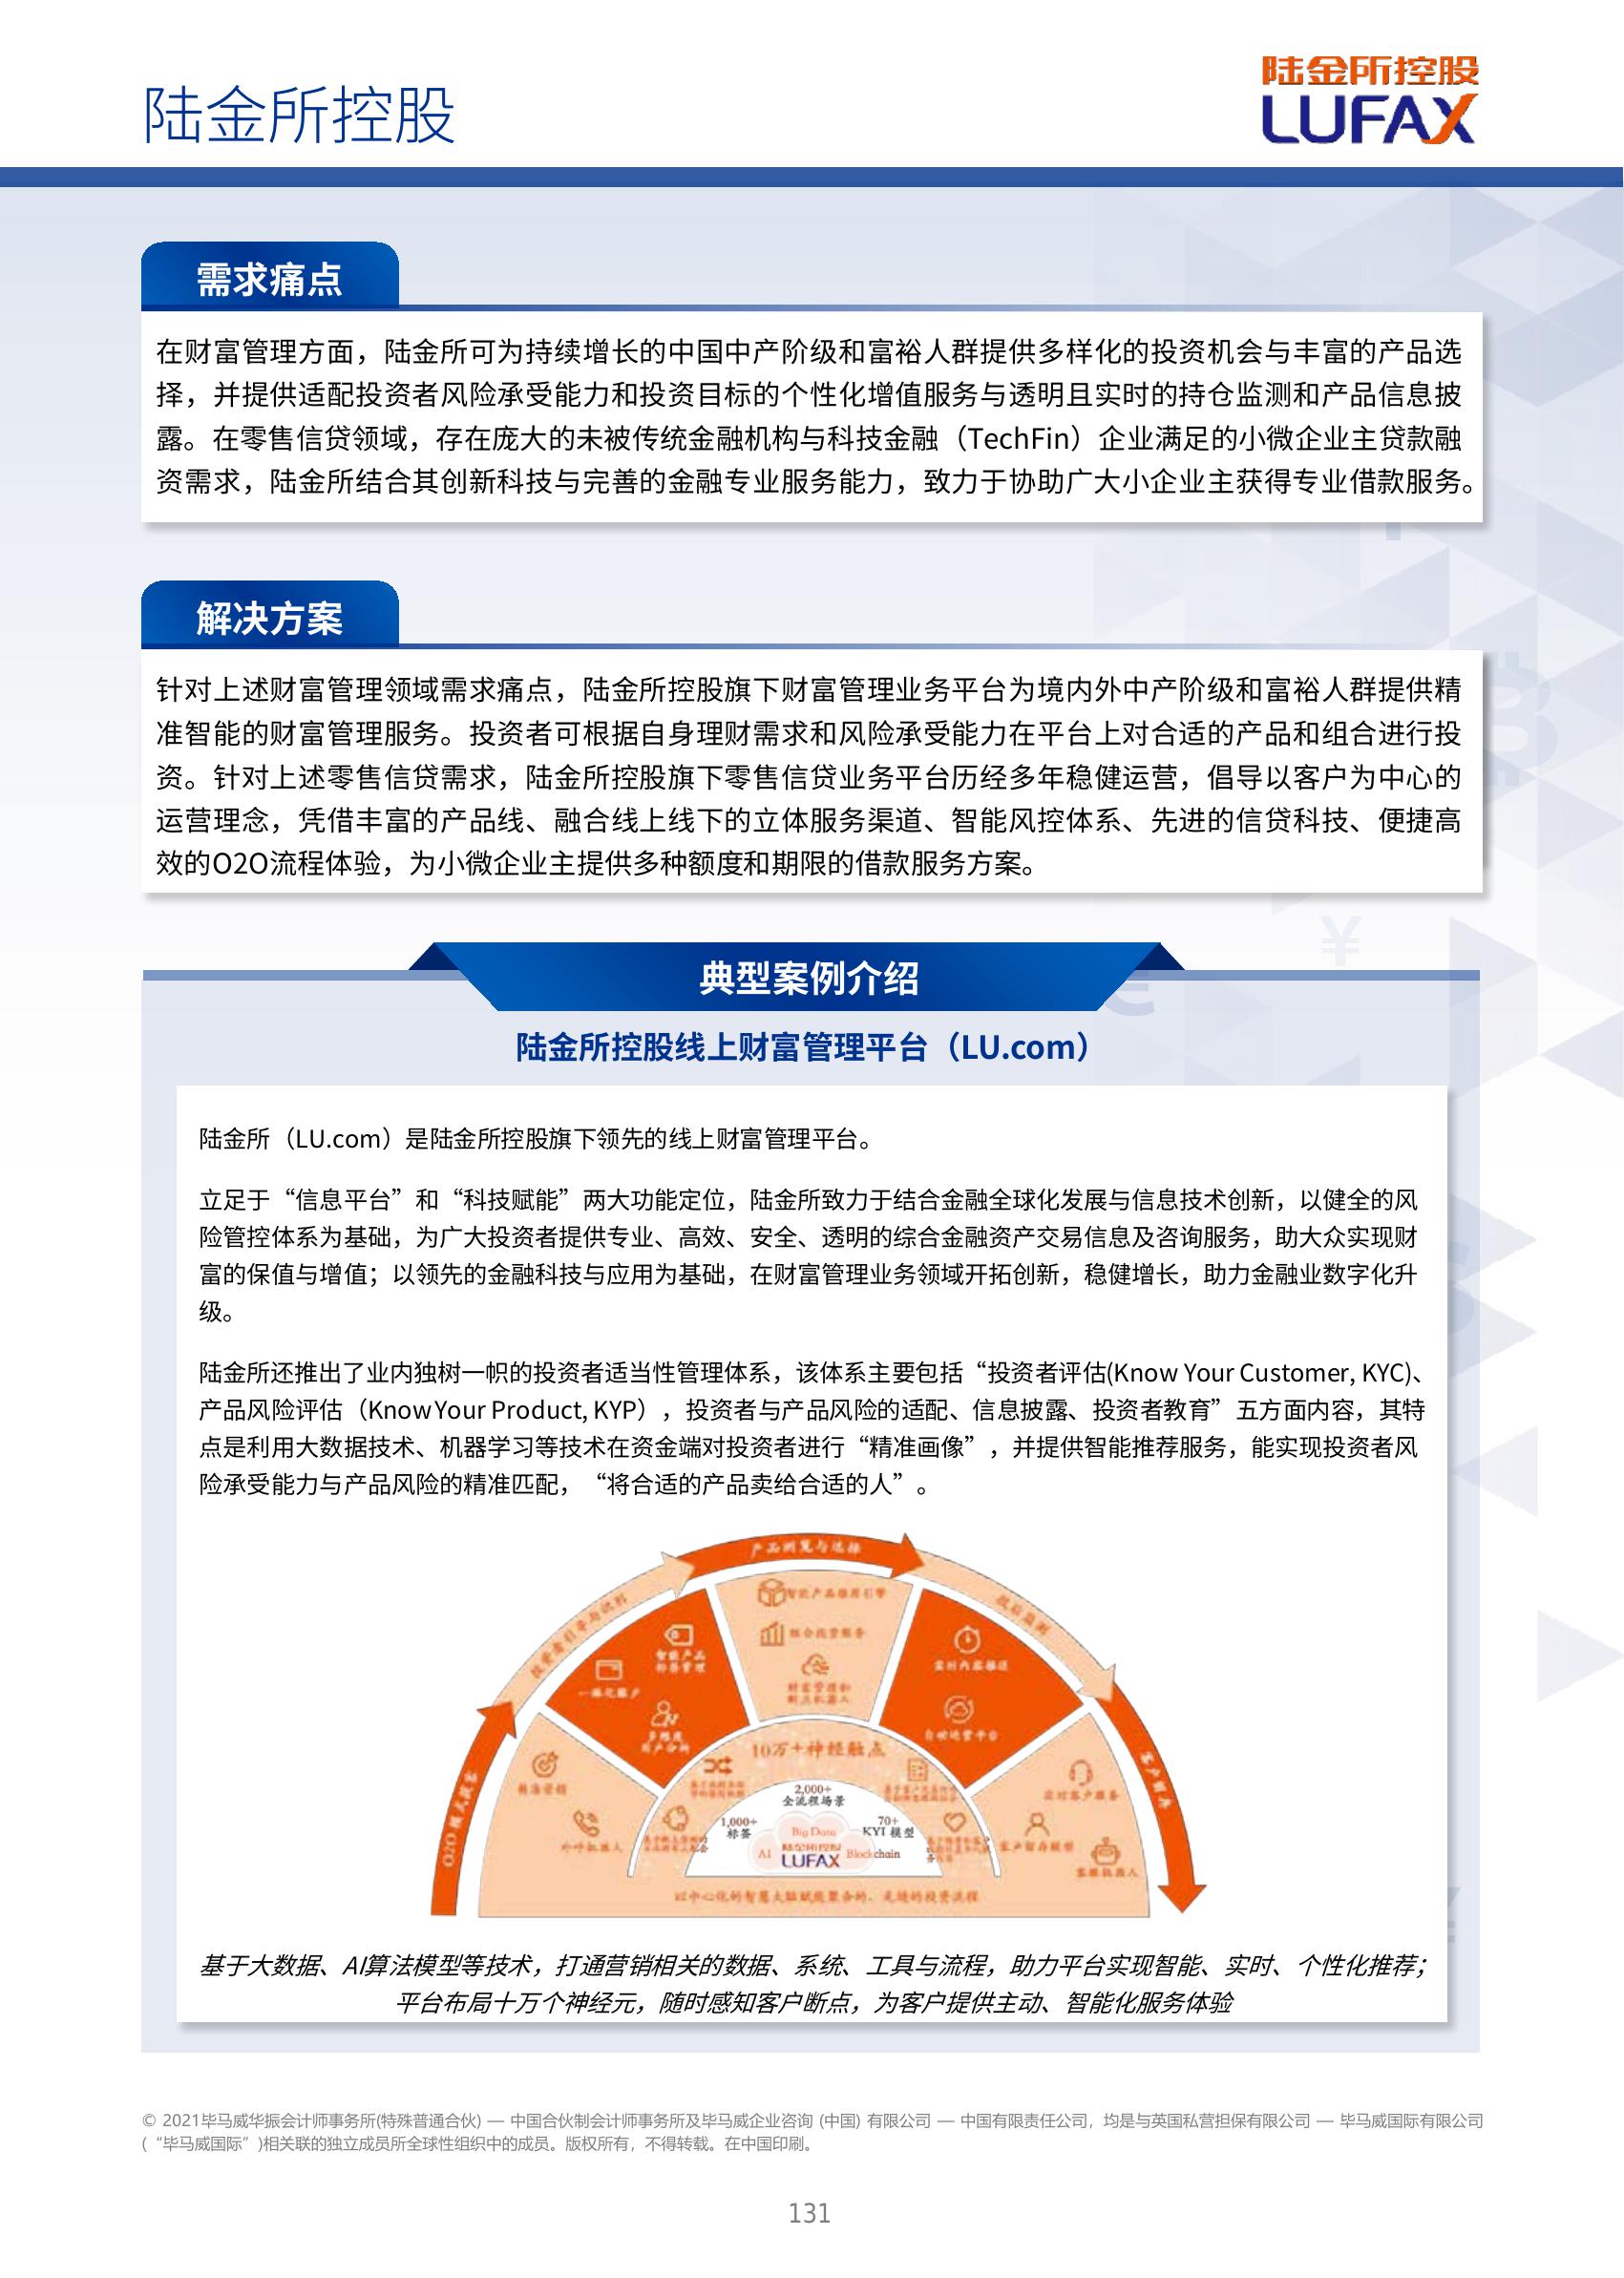 陆金所控股
陆金所控股
LUFAX
需求痛点
在财富管理方面，陆金所可为持续增长的中国中产阶级和富裕人群提供多样化的投资机会与丰富的产品选
择，并提供适配投资者风险承受能力和投资目标的个性化增值服务与透明且实时的持仓监测和产品信息披
露。在零售信贷领域，存在庞大的未被传统金融机构与科技金融（TechFin）企业满足的小微企业主贷款融
资需求，陆金所结合其创新科技与完善的金融专业服务能力，致力于协助广大小企业主获得专业借款服务。
解决方案
针对上述财富管理领域需求痛点，陆金所控股旗下财富管理业务平台为境内外中产阶级和富裕人群提供精
准智能的财富管理服务。投资者可根据自身理财需求和风险承受能力在平台上对合适的产品和组合进行投
资。针对上述零售信贷需求，陆金所控股旗下零售信贷业务平台历经多年稳健运营，倡导以客户为中心的
运营理念，凭借丰富的产品线、融合线上线下的立体服务渠道、智能风控体系、先进的信贷科技、便捷高
效的O2O流程体验，为小微企业主提供多种额度和期限的借款服务方案。
典型案例介绍
陆金所控股线上财富管理平台（LU.com）
陆金所（LU.com）是陆金所控股旗下领先的线上财富管理平台。
立足于“信息平台”和“科技赋能”两大功能定位，陆金所致力于结合金融全球化发展与信息技术创新，以健全的风
险管控体系为基础，为广大投资者提供专业、高效、安全、透明的综合金融资产交易信息及咨询服务，助大众实现财
富的保值与增值；以领先的金融科技与应用为基础，在财富管理业务领域开拓创新，稳健增长，助力金融业数字化升
级。
陆金所还推出了业内独树一帜的投资者适当性管理体系，该体系主要包括“投资者评估(Know Your Customer, KYC)、
产品风险评估（KnowYour Product, KYP），投资者与产品风险的适配、信息披露、投资者教育”五方面内容，其特
点是利用大数据技术、机器学习等技术在资金端对投资者进行“精准画像”，并提供智能推荐服务，能实现投资者风
险承受能力与产品风险的精准匹配，“将合适的产品卖给合适的人”。
产品浏览与选择
智能产品推荐引擎
组合投资服务
智能产品
标签管理
一体化账户
实时内容推送
自动运营平台
精准营销
外呼机器人
10万+神经触点
2,000+
全流程场景
1,000+
标签
70+
KYI 模型
Big Data
AI
Blockchain
陆金所控股
LUFAX
实时客户服务
客户留存模型
客服机器人
以中心化的智慧大脑赋能聚合的、无缝的投资流程
基于大数据、AI算法模型等技术，打通营销相关的数据、系统、工具与流程，助力平台实现智能、实时、个性化推荐；
平台布局十万个神经元，随时感知客户断点，为客户提供主动、智能化服务体验
© 2021毕马威华振会计师事务所(特殊普通合伙) — 中国合伙制会计师事务所及毕马威企业咨询 (中国) 有限公司 — 中国有限责任公司，均是与英国私营担保有限公司 — 毕马威国际有限公司
(“毕马威国际”)相关联的独立成员所全球性组织中的成员。版权所有，不得转载。在中国印刷。
131